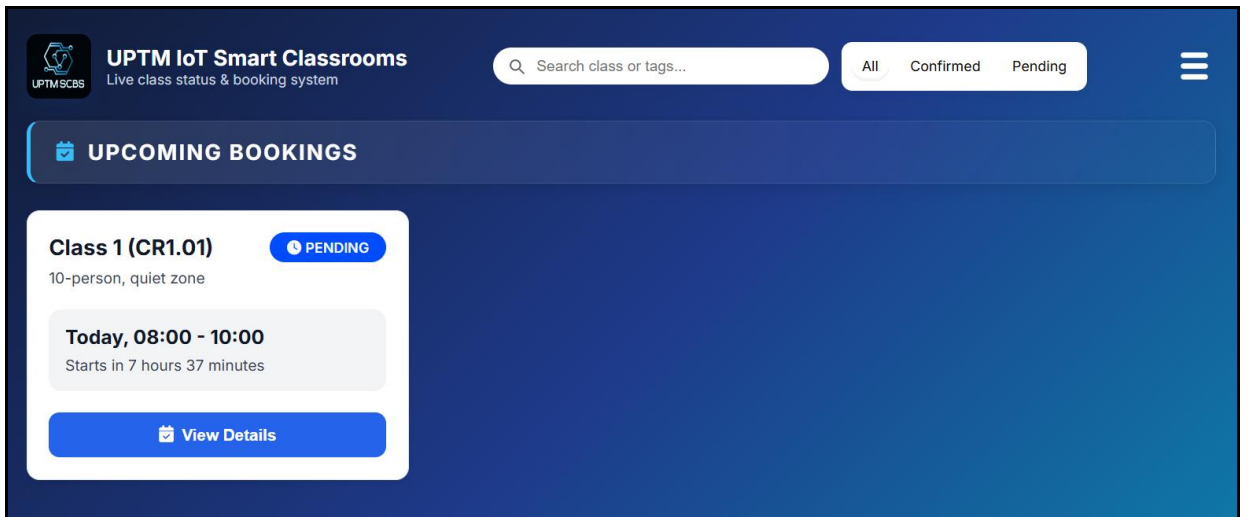 UPTM SCBS
UPTM IoT Smart Classrooms
Live class status & booking system
Search class or tags...
All Confirmed Pending
UPCOMING BOOKINGS
Class 1 (CR1.01)
PENDING
10-person, quiet zone
Today, 08:00 - 10:00
Starts in 7 hours 37 minutes
View Details